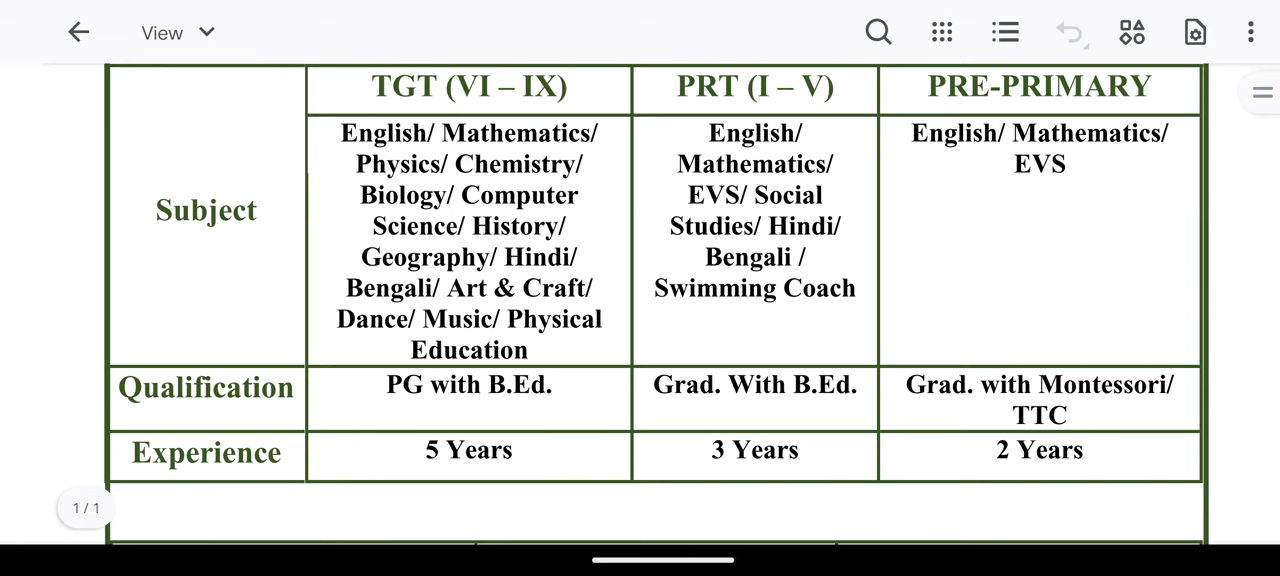 View
TGT (VI – IX)
PRT (I – V)
PRE-PRIMARY
Subject
English/ Mathematics/
Physics/ Chemistry/
Biology/ Computer
Science/ History/
Geography/ Hindi/
Bengali/ Art & Craft/
Dance/ Music/ Physical
Education
English/
Mathematics/
EVS/ Social
Studies/ Hindi/
Bengali /
Swimming Coach
English/ Mathematics/
EVS
Qualification
PG with B.Ed.
Grad. With B.Ed.
Grad. with Montessori/
TTC
Experience
5 Years
3 Years
2 Years
1 / 1